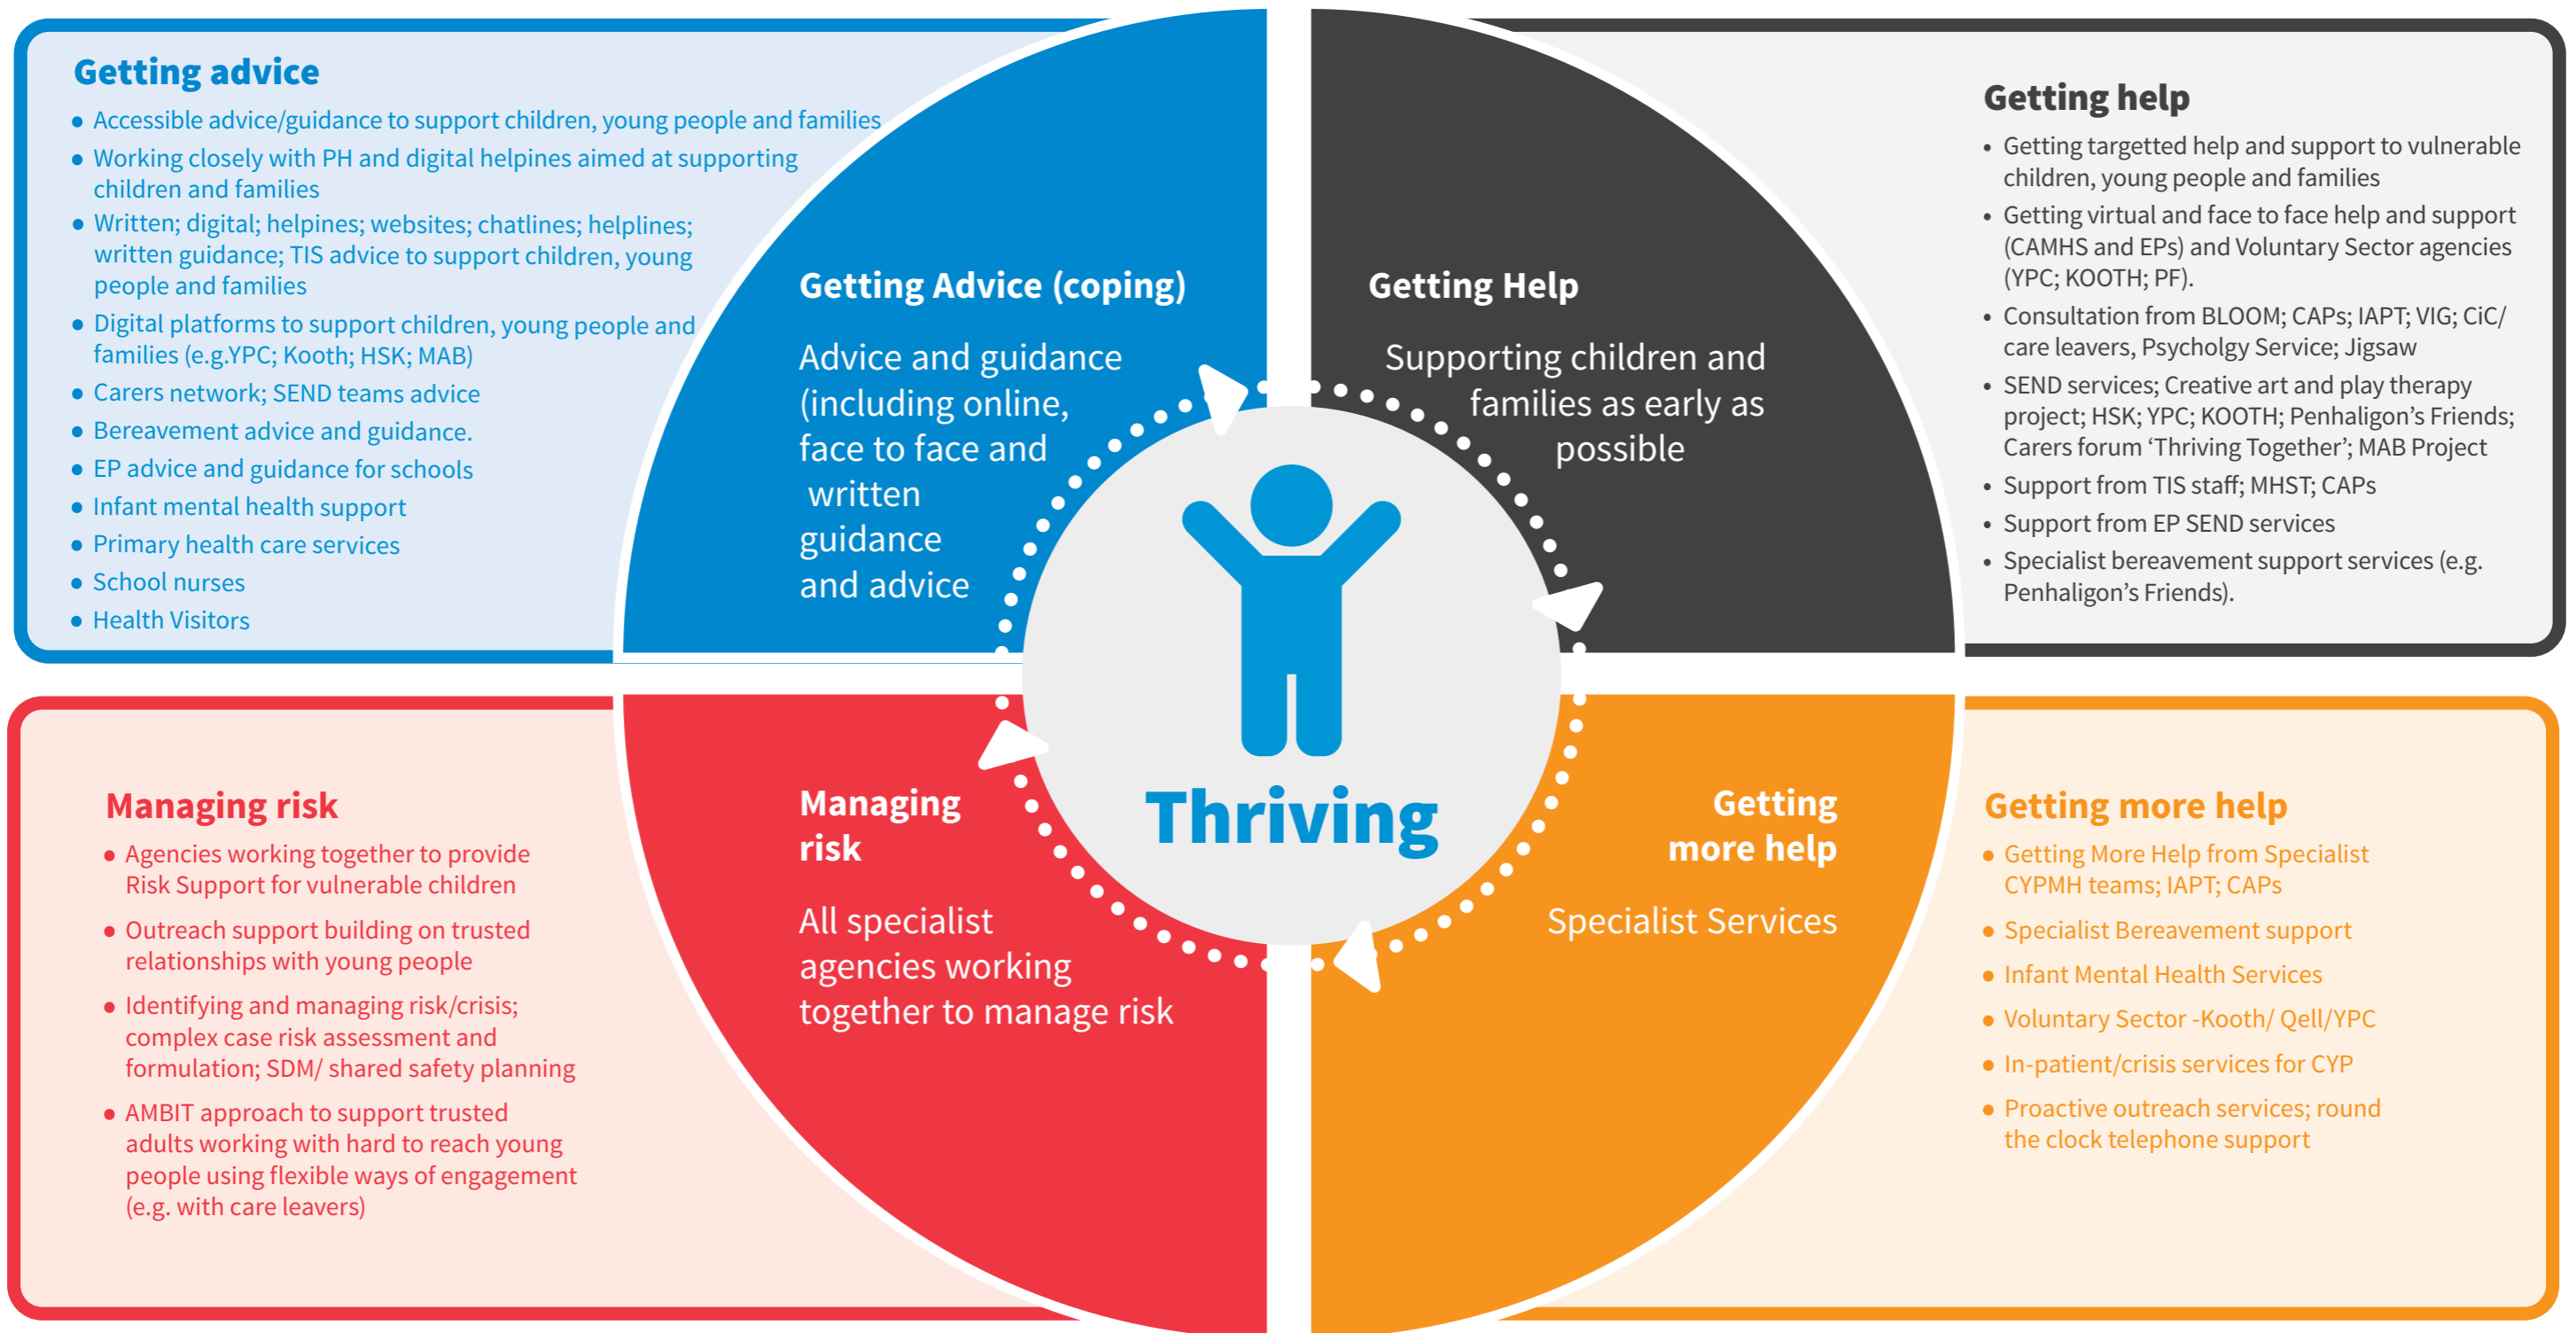 Getting advice
● Accessible advice/guidance to support children, young people and families
● Working closely with PH and digital helpines aimed at supporting
children and families
● Written; digital; helpines; websites; chatlines; helplines;
written guidance; TIS advice to support children, young
people and families
● Digital platforms to support children, young people and
families (e.g.YPC; Kooth; HSK; MAB)
● Carers network; SEND teams advice
● Bereavement advice and guidance.
● EP advice and guidance for schools
● Infant mental health support
● Primary health care services
● School nurses
● Health Visitors
Getting Advice (coping)
Advice and guidance
(including online,
face to face and
written
guidance
and advice
Getting Help
Supporting children and
families as early as
possible
Getting help
• Getting targetted help and support to vulnerable
children, young people and families
• Getting virtual and face to face help and support
(CAMHS and EPs) and Voluntary Sector agencies
(YPC; KOOTH; PF).
• Consultation from BLOOM; CAPs; IAPT; VIG; CiC/
care leavers, Psycholgy Service; Jigsaw
• SEND services; Creative art and play therapy
project; HSK; YPC; KOOTH; Penhaligon’s Friends;
Carers forum ‘Thriving Together’; MAB Project
• Support from TIS staff; MHST; CAPs
• Support from EP SEND services
• Specialist bereavement support services (e.g.
Penhaligon’s Friends).
Thriving
Managing risk
● Agencies working together to provide
Risk Support for vulnerable children
● Outreach support building on trusted
relationships with young people
● Identifying and managing risk/crisis;
complex case risk assessment and
formulation; SDM/ shared safety planning
● AMBIT approach to support trusted
adults working with hard to reach young
people using flexible ways of engagement
(e.g. with care leavers)
Managing
risk
All specialist
agencies working
together to manage risk
Getting
more help
Specialist Services
Getting more help
● Getting More Help from Specialist
CYPMH teams; IAPT; CAPs
● Specialist Bereavement support
● Infant Mental Health Services
● Voluntary Sector -Kooth/ Qell/YPC
● In-patient/crisis services for CYP
● Proactive outreach services; round
the clock telephone support